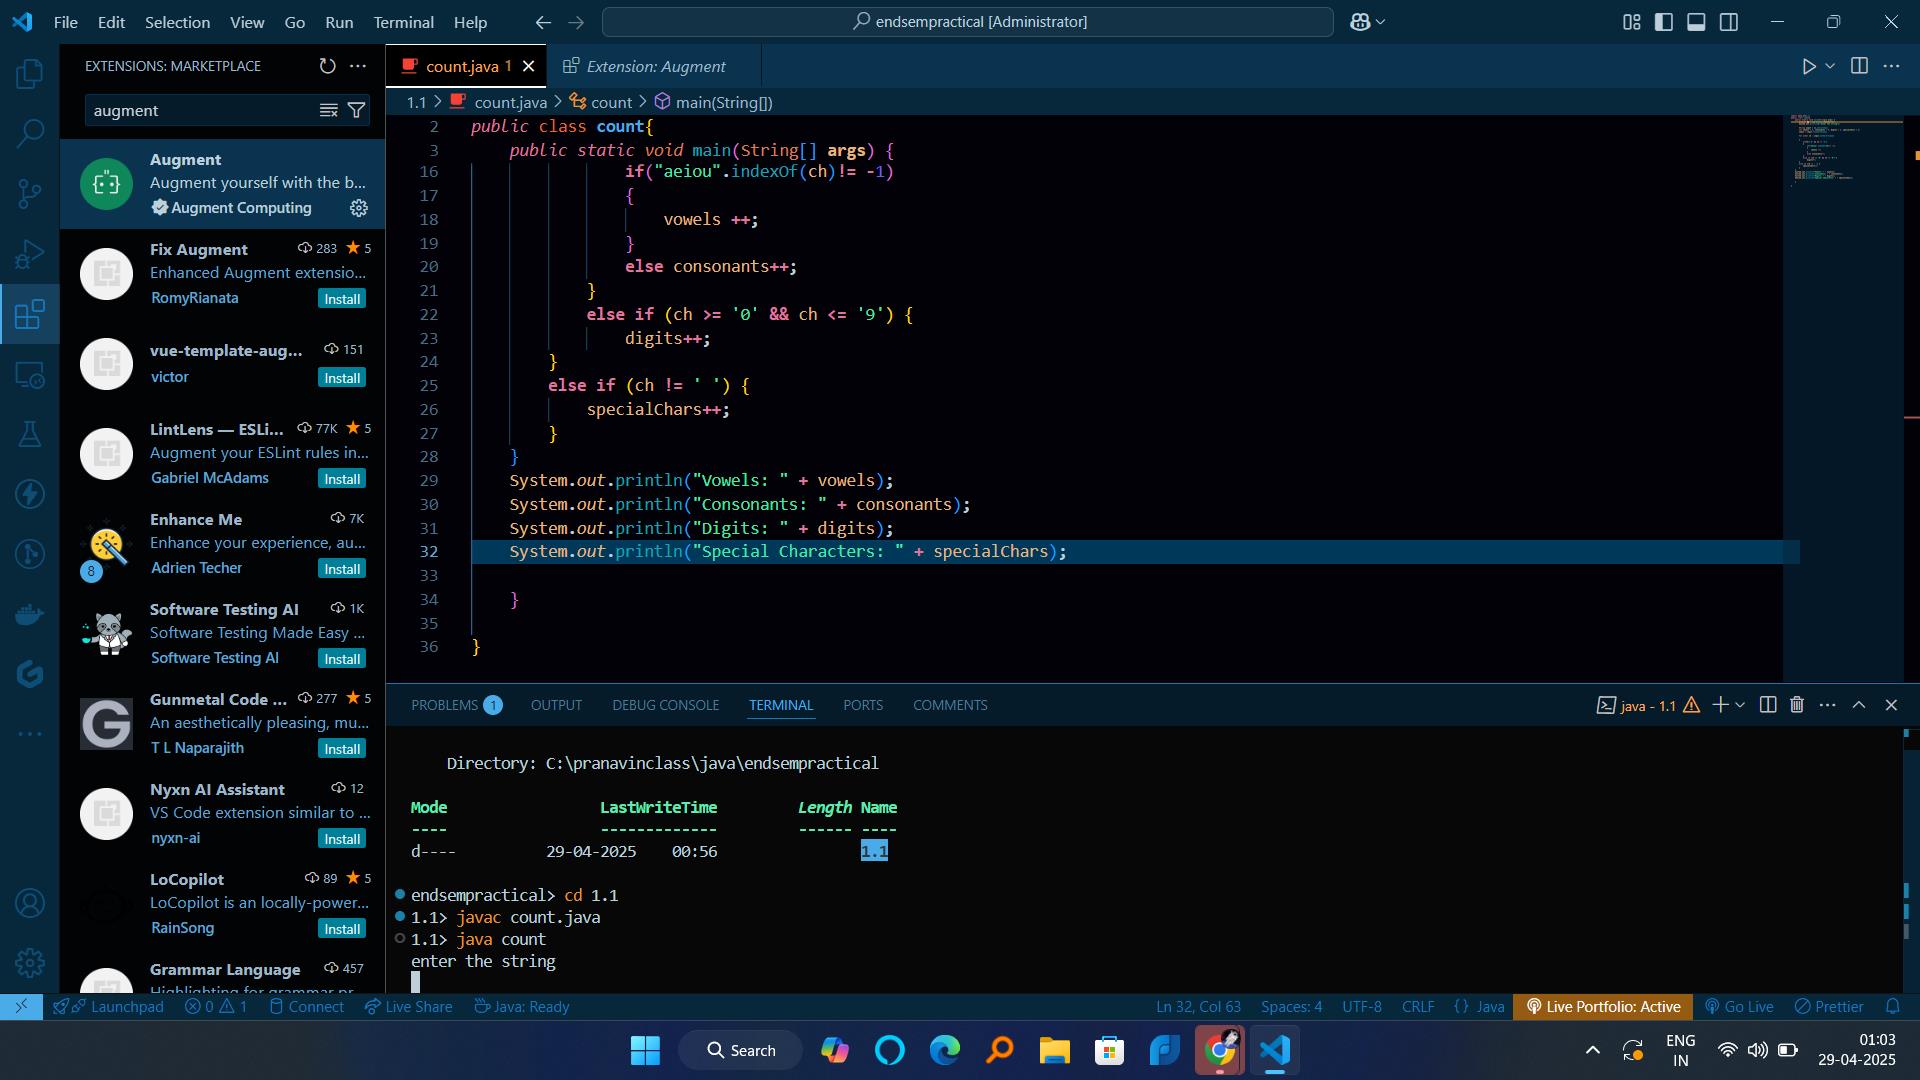 File Edit Selection View Go Run Terminal Help
endsempractical [Administrator]
EXTENSIONS: MARKETPLACE
augment
Augment
Augment yourself with the b...
Augment Computing
Fix Augment 283 5
Enhanced Augment extensio...
RomyRianata Install
vue-template-aug... 151
victor Install
LintLens — ESLi... 77K 5
Augment your ESLint rules in...
Gabriel McAdams Install
Enhance Me 7K
Enhance your experience, au...
8 Adrien Techer Install
Software Testing AI 1K
Software Testing Made Easy ...
Software Testing AI Install
Gunmetal Code ... 277 5
An aesthetically pleasing, mu...
T L Naparajith Install
Nyxn AI Assistant 12
VS Code extension similar to ...
nyxn-ai Install
LoCopilot 89 5
LoCopilot is an locally-power...
RainSong Install
Grammar Language 457
count.java 1 Extension: Augment
1.1 > count.java > count > main(String[])
2 public class count{
3 public static void main(String[] args) {
16 if("aeiou".indexOf(ch)!= -1)
17 {
18 vowels ++;
19 }
20 else consonants++;
21 }
22 else if (ch >= '0' && ch <= '9') {
23 digits++;
24 }
25 else if (ch != ' ') {
26 specialChars++;
27 }
28 }
29 System.out.println("Vowels: " + vowels);
30 System.out.println("Consonants: " + consonants);
31 System.out.println("Digits: " + digits);
32 System.out.println("Special Characters: " + specialChars);
33
34 }
35
36 }
PROBLEMS 1 OUTPUT DEBUG CONSOLE TERMINAL PORTS COMMENTS
java - 1.1
Directory: C:\pranavinclass\java\endsempractical
Mode LastWriteTime Length Name
---- ------------- ------ ----
d---- 29-04-2025 00:56 1.1
endsempractical> cd 1.1
1.1> javac count.java
1.1> java count
enter the string
Launchpad 0 1 Connect Live Share Java: Ready
Ln 32, Col 63 Spaces: 4 UTF-8 CRLF {} Java Live Portfolio: Active Go Live Prettier
Search
ENG
IN
01:03
29-04-2025